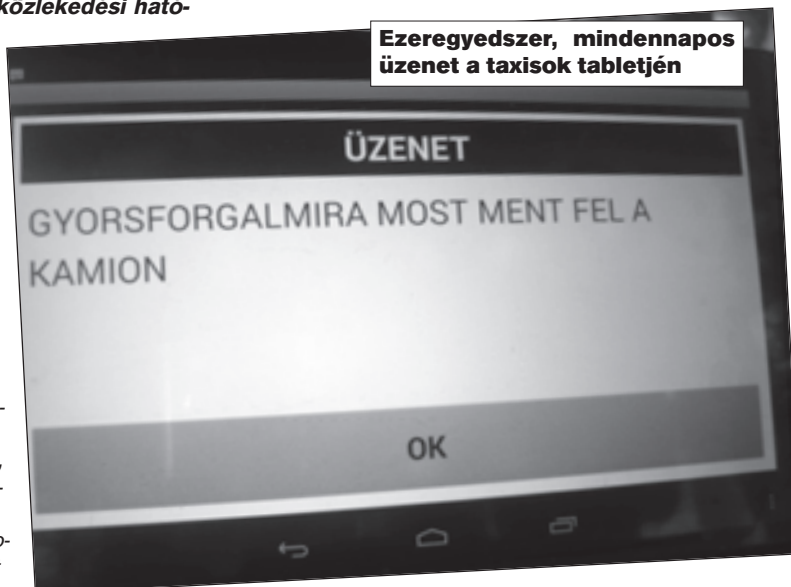 közlekedési ható-
Ezeregyedszer, mindennapos
üzenet a taxisok tabletjén
ÜZENET
GYORSFORGALMIRA MOST MENT FEL A
KAMION
OK